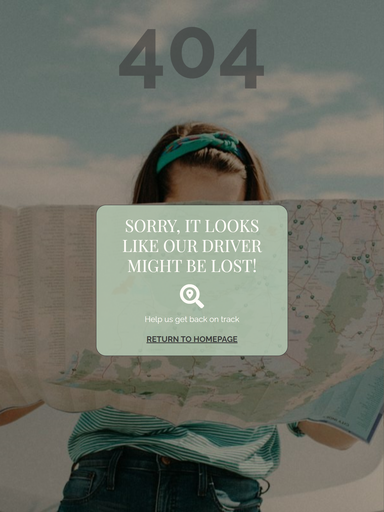 404
SORRY, IT LOOKS
LIKE OUR DRIVER
MIGHT BE LOST!
Help us get back on track
RETURN TO HOMEPAGE